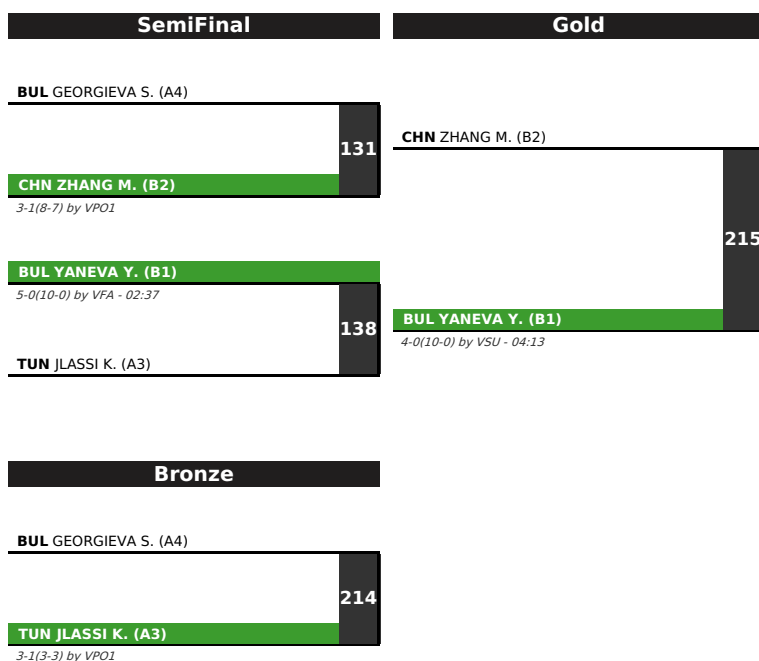 SemiFinal
BUL GEORGIEVA S. (A4)
131
CHN ZHANG M. (B2)
3-1(8-7) by VPO1
BUL YANEVA Y. (B1)
5-0(10-0) by VFA - 02:37
138
TUN JLASSI K. (A3)
Gold
CHN ZHANG M. (B2)
215
BUL YANEVA Y. (B1)
4-0(10-0) by VSU - 04:13
Bronze
BUL GEORGIEVA S. (A4)
214
TUN JLASSI K. (A3)
3-1(3-3) by VPO1